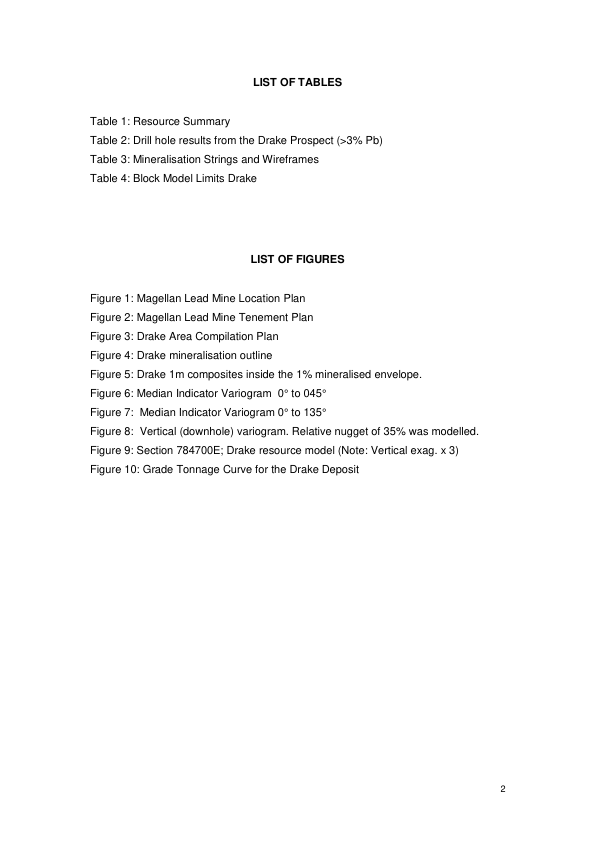 LIST OF TABLES
Table 1: Resource Summary
Table 2: Drill hole results from the Drake Prospect (>3% Pb)
Table 3: Mineralisation Strings and Wireframes
Table 4: Block Model Limits Drake
LIST OF FIGURES
Figure 1: Magellan Lead Mine Location Plan
Figure 2: Magellan Lead Mine Tenement Plan
Figure 3: Drake Area Compilation Plan
Figure 4: Drake mineralisation outline
Figure 5: Drake 1m composites inside the 1% mineralised envelope.
Figure 6: Median Indicator Variogram  0° to 045°
Figure 7:  Median Indicator Variogram 0° to 135°
Figure 8:  Vertical (downhole) variogram. Relative nugget of 35% was modelled.
Figure 9: Section 784700E; Drake resource model (Note: Vertical exag. x 3)
Figure 10: Grade Tonnage Curve for the Drake Deposit
2